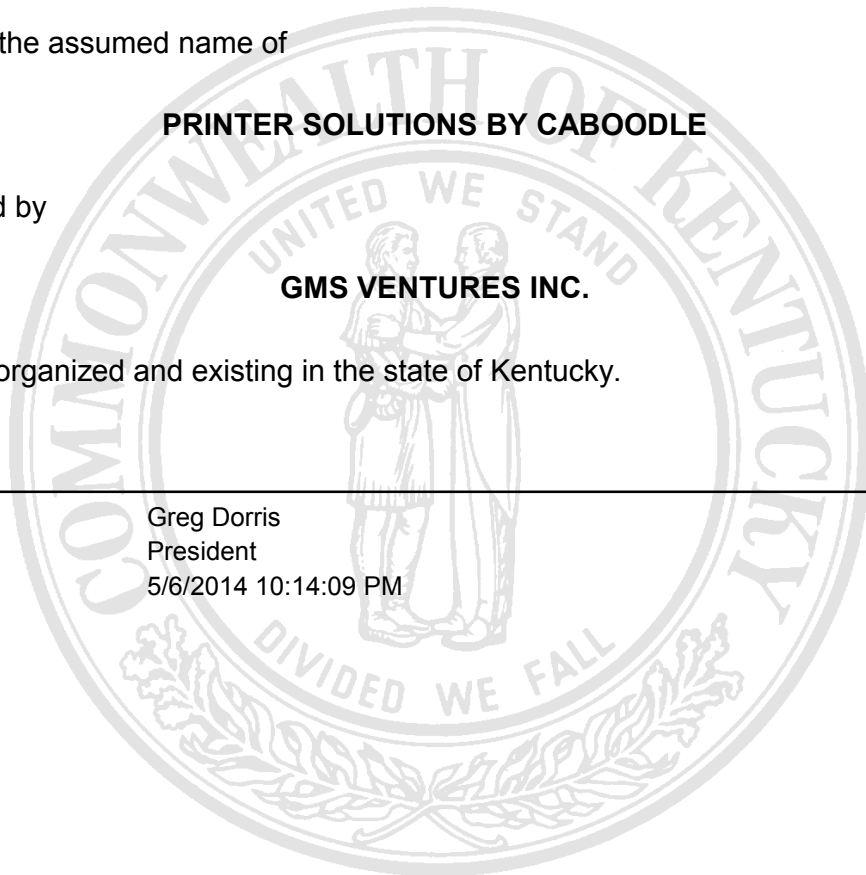 the assumed name of
PRINTER SOLUTIONS BY CABOODLE
d by
GMS VENTURES INC.
organized and existing in the state of Kentucky.
Greg Dorris
President
5/6/2014 10:14:09 PM
COMMONWEALTH OF KENTUCKY
UNITED WE STAND
DIVIDED WE FALL